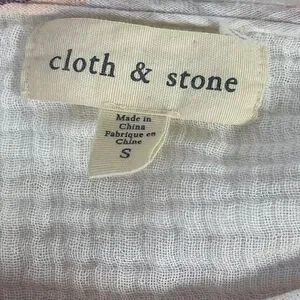 cloth & stone
Made in
China
Fabriqué en
Chine
S